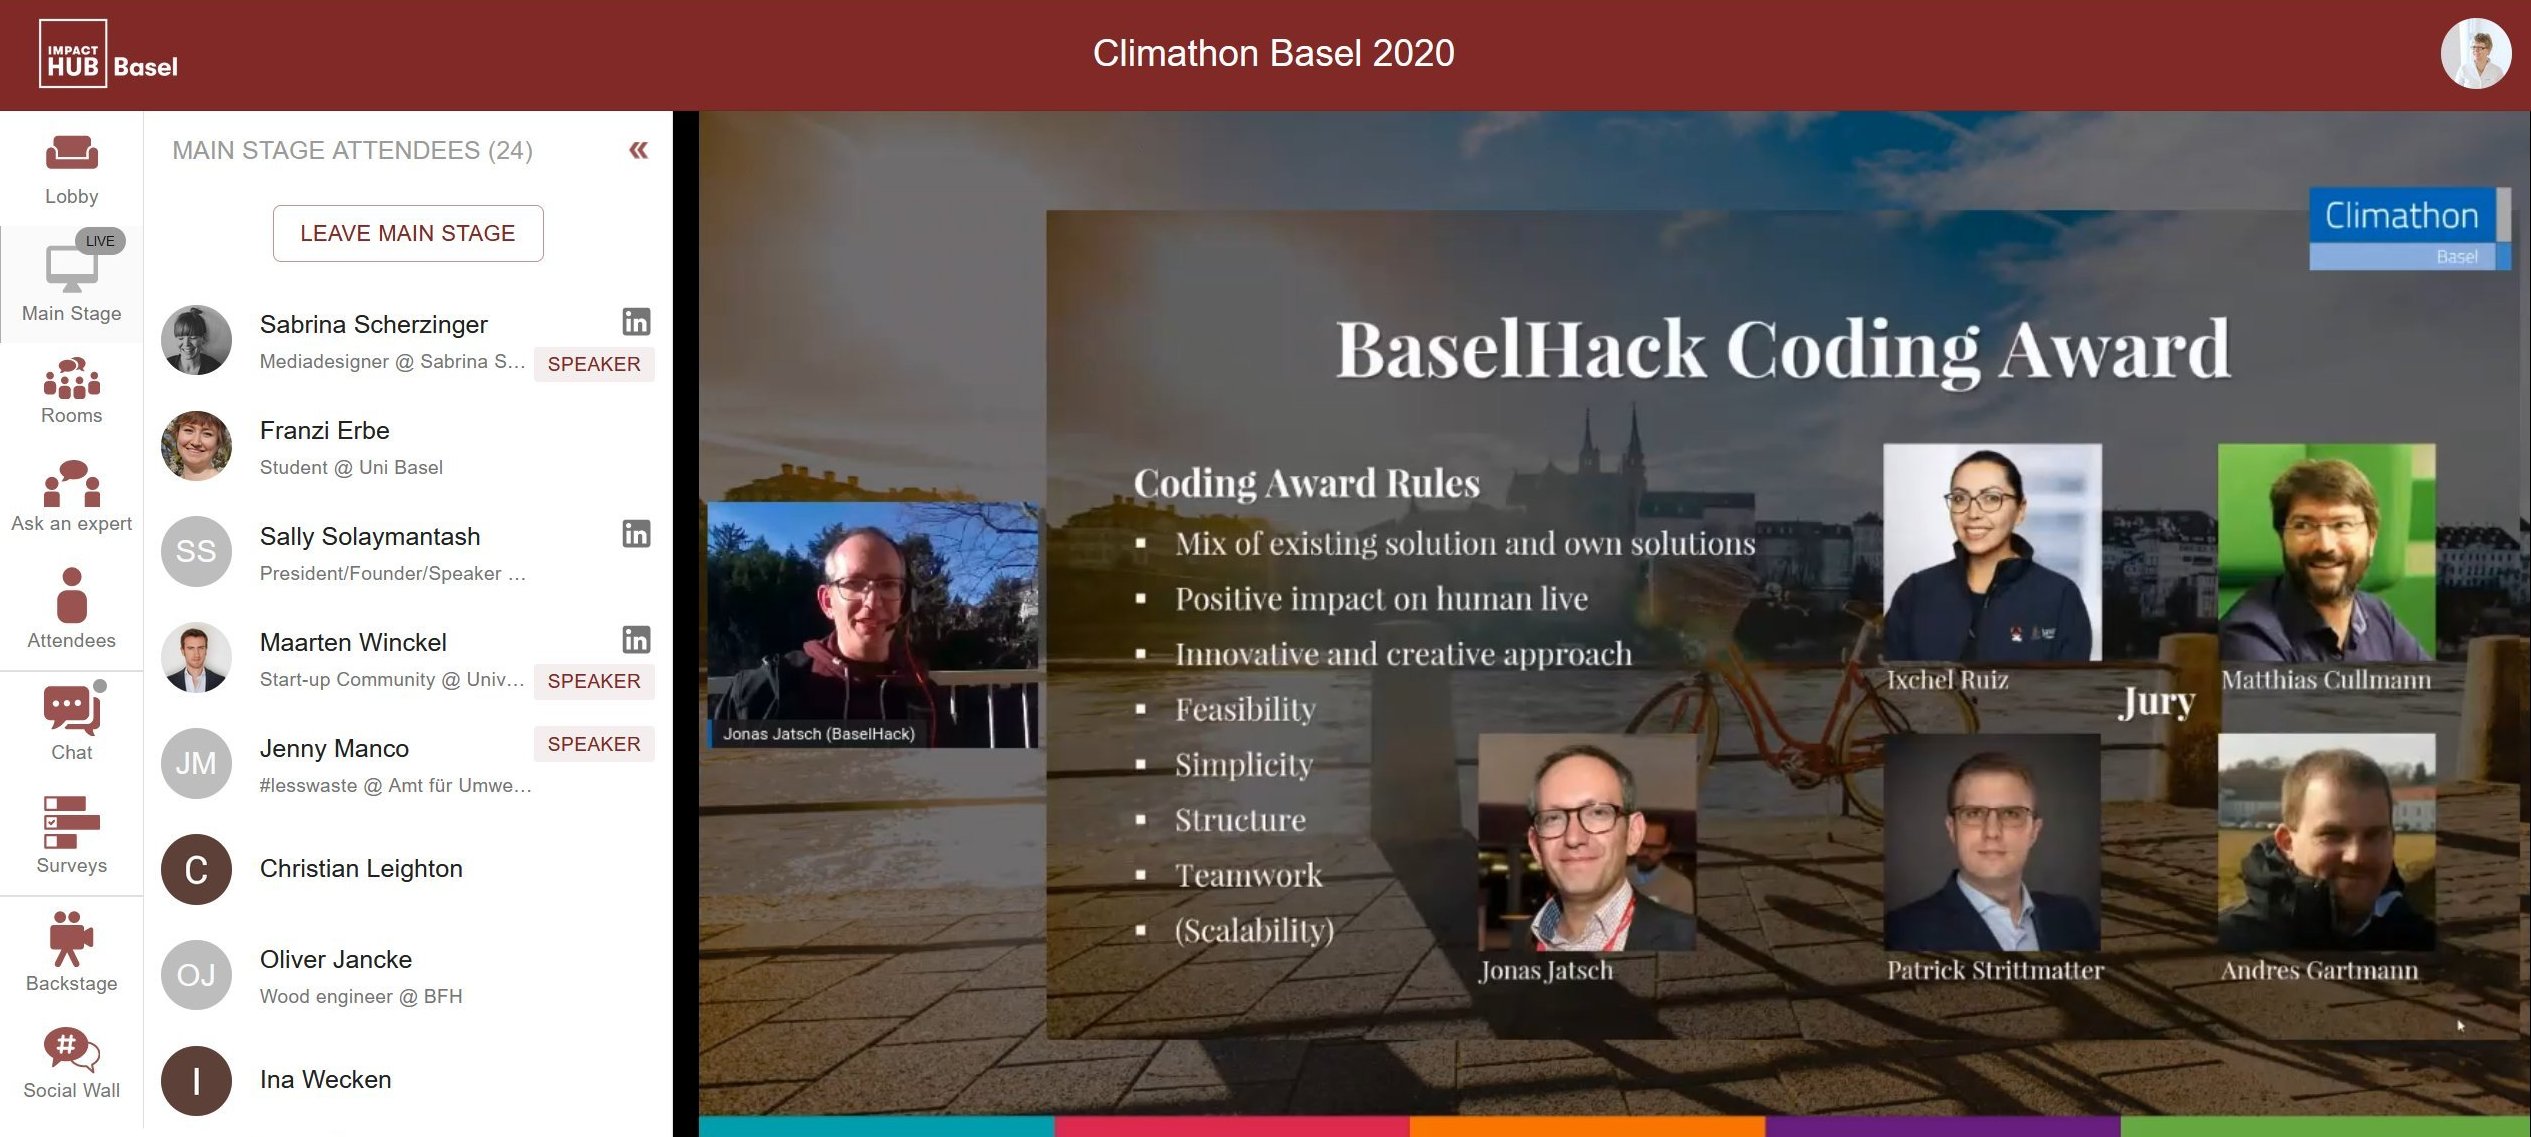 IMPACT
HUB Basel
Climathon Basel 2020
Lobby
LIVE
Main Stage
Rooms
Ask an expert
Attendees
Chat
Surveys
Backstage
#
Social Wall
MAIN STAGE ATTENDEES (24)
«
LEAVE MAIN STAGE
Sabrina Scherzinger
in
Mediadesigner @ Sabrina S...
SPEAKER
Franzi Erbe
Student @ Uni Basel
SS
Sally Solaymantash
in
President/Founder/Speaker ...
Maarten Winckel
in
Start-up Community @ Univ...
SPEAKER
JM
Jenny Manco
SPEAKER
#lesswaste @ Amt für Umwe...
C
Christian Leighton
OJ
Oliver Jancke
Wood engineer @ BFH
I
Ina Wecken
Climathon
Basel
BaselHack Coding Award
Coding Award Rules
▪ Mix of existing solution and own solutions
▪ Positive impact on human live
▪ Innovative and creative approach
▪ Feasibility
▪ Simplicity
▪ Structure
▪ Teamwork
▪ (Scalability)
Jonas Jatsch (BaselHack)
Ixchel Ruiz
Matthias Cullmann
Jury
Jonas Jatsch
Patrick Strittmatter
Andres Gartmann